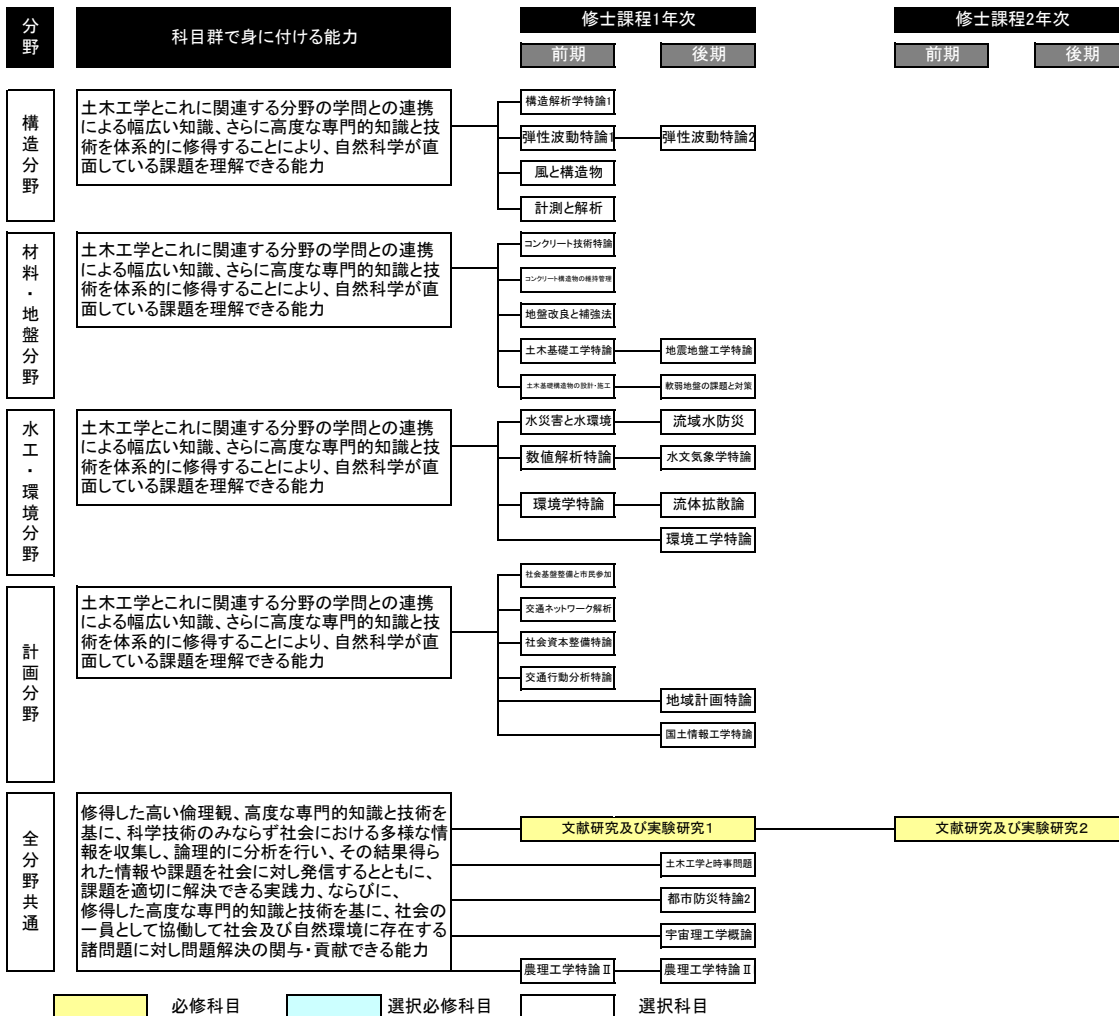 分野
科目群で身に付ける能力
修士課程1年次
修士課程2年次
前期
後期
前期
後期
構造分野
土木工学とこれに関連する分野の学問との連携
による幅広い知識、さらに高度な専門的知識と技
術を体系的に修得することにより、自然科学が直
面している課題を理解できる能力
構造解析学特論1
弾性波動特論1
弾性波動特論2
風と構造物
計測と解析
材料・地盤分野
土木工学とこれに関連する分野の学問との連携
による幅広い知識、さらに高度な専門的知識と技
術を体系的に修得することにより、自然科学が直
面している課題を理解できる能力
コンクリート技術特論
コンクリート構造物の維持管理
地盤改良と補強法
土木基礎工学特論
地震地盤工学特論
土木基礎構造物の設計・施工
軟弱地盤の課題と対策
水工・環境分野
土木工学とこれに関連する分野の学問との連携
による幅広い知識、さらに高度な専門的知識と技
術を体系的に修得することにより、自然科学が直
面している課題を理解できる能力
水災害と水環境
流域水防災
数値解析特論
水文気象学特論
環境学特論
流体拡散論
環境工学特論
計画分野
土木工学とこれに関連する分野の学問との連携
による幅広い知識、さらに高度な専門的知識と技
術を体系的に修得することにより、自然科学が直
面している課題を理解できる能力
社会基盤整備と市民参加
交通ネットワーク解析
社会資本整備特論
交通行動分析特論
地域計画特論
国土情報工学特論
全分野共通
修得した高い倫理観、高度な専門的知識と技術を
基に、科学技術のみならず社会における多様な情
報を収集し、論理的に分析を行い、その結果得ら
れた情報や課題を社会に対し発信するとともに、
課題を適切に解決できる実践力、ならびに、
修得した高度な専門的知識と技術を基に、社会の
一員として協働して社会及び自然環境に存在する
諸問題に対し問題解決の関与・貢献できる能力
文献研究及び実験研究1
文献研究及び実験研究2
土木工学と時事問題
都市防災特論2
宇宙理工学概論
農理工学特論Ⅱ
農理工学特論Ⅱ
必修科目
選択必修科目
選択科目